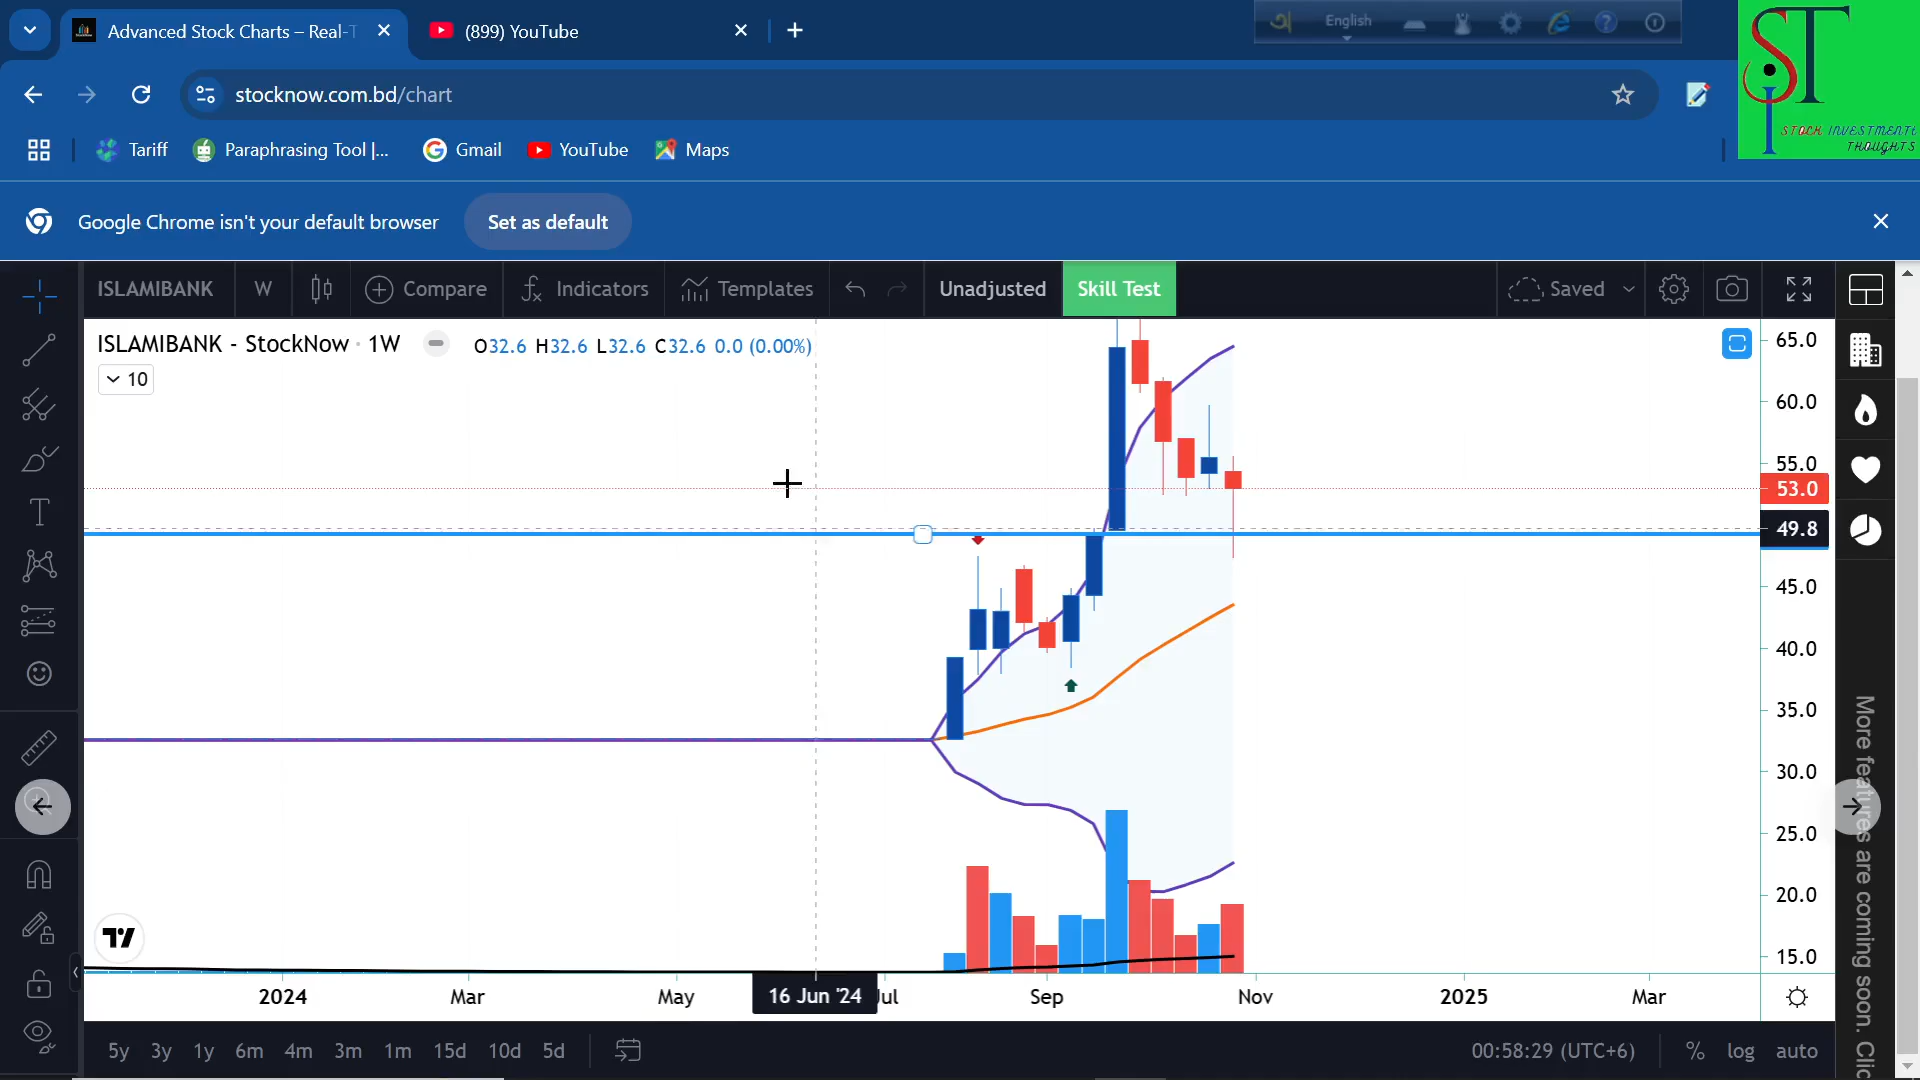 Advanced Stock Charts – Real-T
(899) YouTube
অ English
stocknow.com.bd/chart
Tariff
Paraphrasing Tool |...
Gmail
YouTube
Maps
ST
STOCK INVESTMENT
THOUGHTS
Google Chrome isn't your default browser
Set as default
ISLAMIBANK
W
Compare
Indicators
Templates
Unadjusted
Skill Test
Saved
ISLAMIBANK - StockNow · 1W
O32.6 H32.6 L32.6 C32.6 0.0 (0.00%)
10
65.0
60.0
55.0
53.0
49.8
45.0
40.0
35.0
30.0
25.0
20.0
15.0
More features are coming soon. Clic
2024
Mar
May
16 Jun '24
Jul
Sep
Nov
2025
Mar
5y 3y 1y 6m 4m 3m 1m 15d 10d 5d
00:58:29 (UTC+6)
% log auto